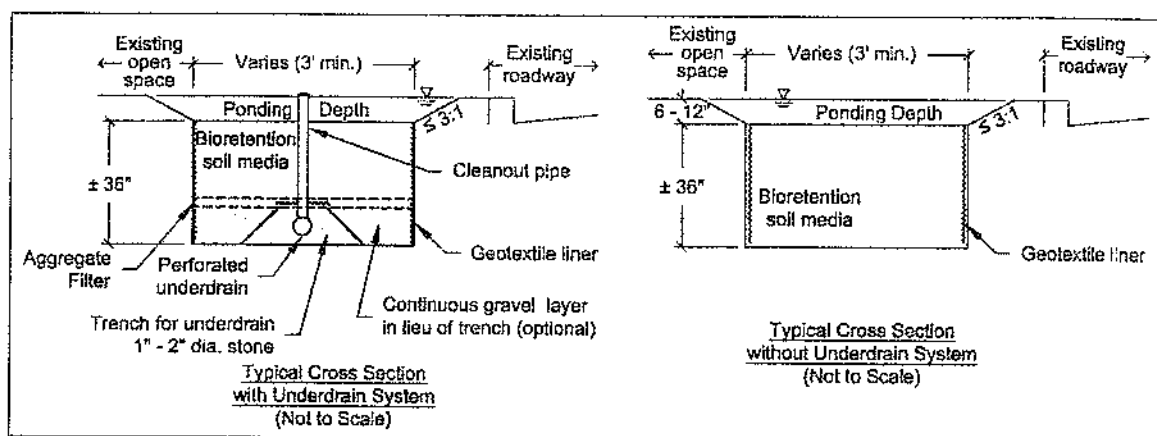 Existing
open
space
Varies (3' min.)
Existing
roadway
Ponding Depth
≤ 3:1
Bioretention
soil media
Cleanout pipe
± 36"
Aggregate
Filter
Perforated
underdrain
Geotextile liner
Trench for underdrain
1" - 2" dia. stone
Continuous gravel layer
in lieu of trench (optional)
Typical Cross Section
with Underdrain System
(Not to Scale)
Existing
open
space
Varies (3' min.)
Existing
roadway
6 - 12"
Ponding Depth
≤ 3:1
± 36"
Bioretention
soil media
Geotextile liner
Typical Cross Section
without Underdrain System
(Not to Scale)